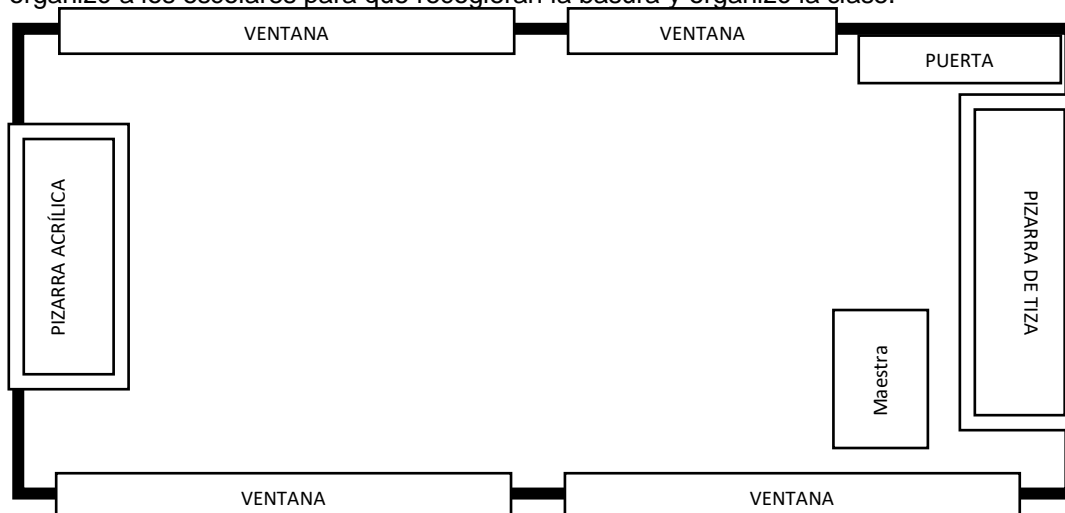 organizó a los escolares para que recogieran la basura y organizó la clase.
VENTANA
VENTANA
PUERTA
PIZARRA ACRÍLICA
PIZARRA DE TIZA
Maestra
VENTANA
VENTANA